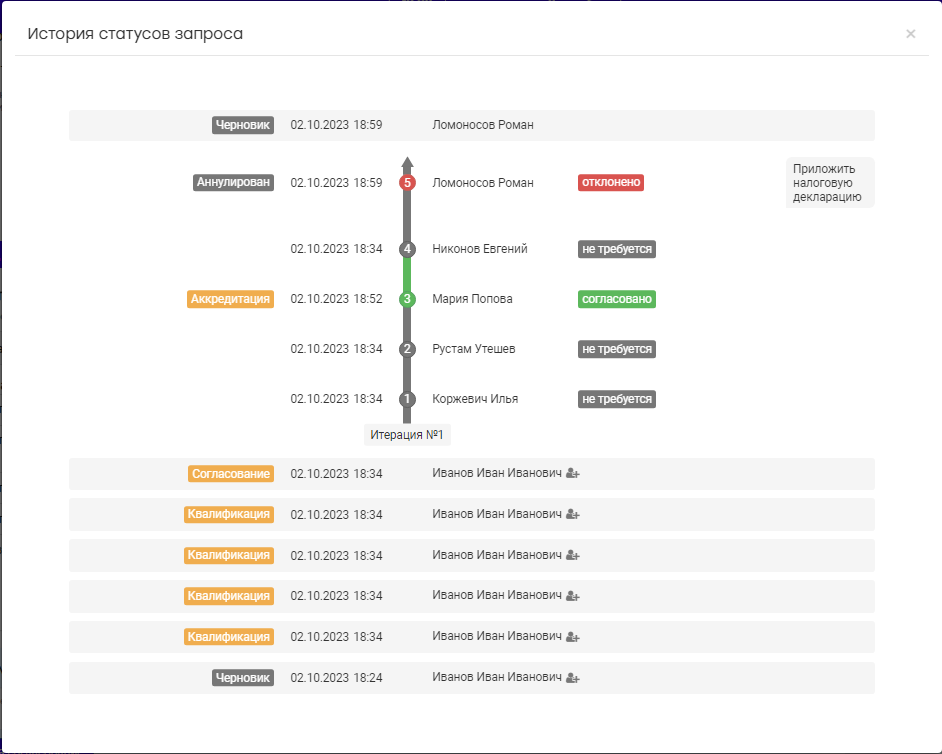 История статусов запроса ×
Черновик 02.10.2023 18:59 Ломоносов Роман
Аннулирован 02.10.2023 18:59 5 Ломоносов Роман отклонено Приложить
налоговую
декларацию
02.10.2023 18:34 4 Никонов Евгений не требуется
Аккредитация 02.10.2023 18:52 3 Мария Попова согласовано
02.10.2023 18:34 2 Рустам Утешев не требуется
02.10.2023 18:34 1 Коржевич Илья не требуется
Итерация №1
Согласование 02.10.2023 18:34 Иванов Иван Иванович
Квалификация 02.10.2023 18:34 Иванов Иван Иванович
Квалификация 02.10.2023 18:34 Иванов Иван Иванович
Квалификация 02.10.2023 18:34 Иванов Иван Иванович
Квалификация 02.10.2023 18:34 Иванов Иван Иванович
Черновик 02.10.2023 18:24 Иванов Иван Иванович